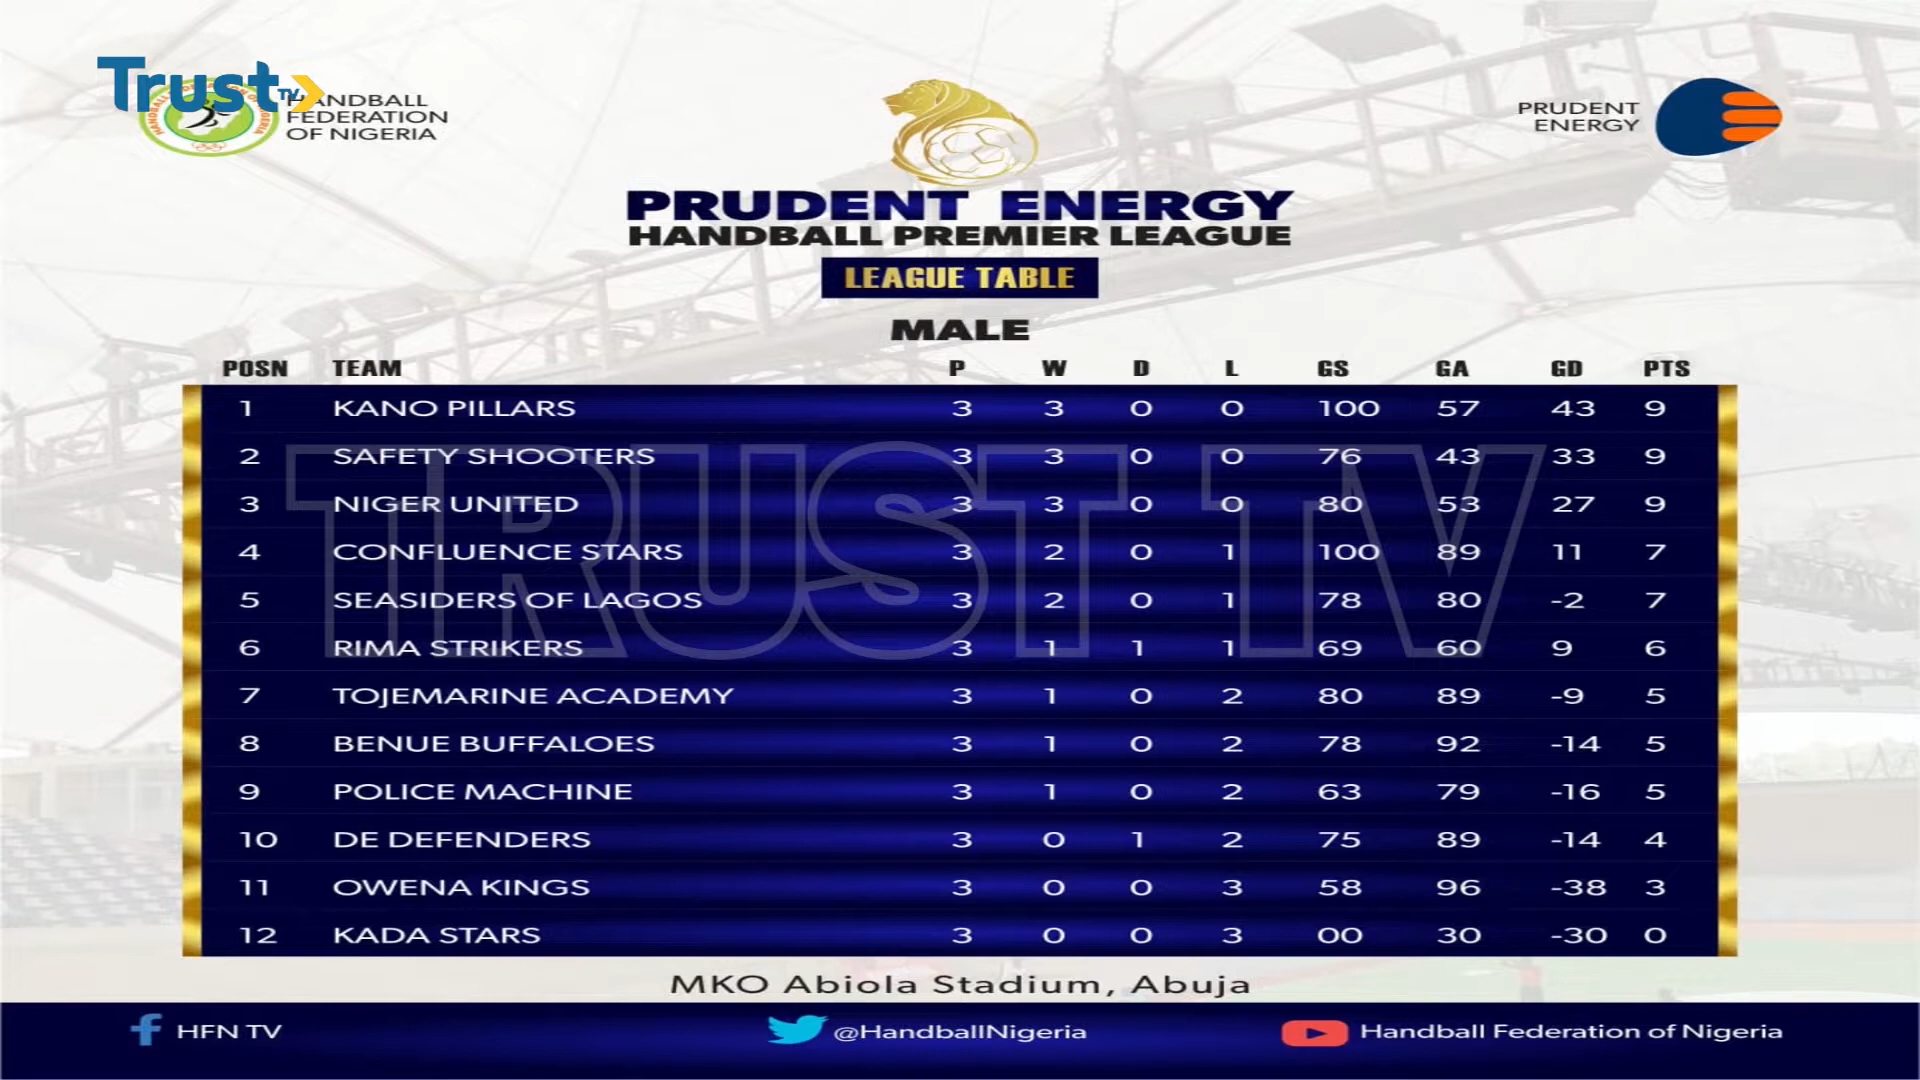 Trust TV
HANDBALL
FEDERATION
OF NIGERIA
PRUDENT
ENERGY
PRUDENT ENERGY
HANDBALL PREMIER LEAGUE
LEAGUE TABLE
MALE
POSN TEAM P W D L GS GA GD PTS
1 KANO PILLARS 3 3 0 0 100 57 43 9
2 SAFETY SHOOTERS 3 3 0 0 76 43 33 9
3 NIGER UNITED 3 3 0 0 80 53 27 9
4 CONFLUENCE STARS 3 2 0 1 100 89 11 7
5 SEASIDERS OF LAGOS 3 2 0 1 78 80 -2 7
6 RIMA STRIKERS 3 1 1 1 69 60 9 6
7 TOJEMARINE ACADEMY 3 1 0 2 80 89 -9 5
8 BENUE BUFFALOES 3 1 0 2 78 92 -14 5
9 POLICE MACHINE 3 1 0 2 63 79 -16 5
10 DE DEFENDERS 3 0 1 2 75 89 -14 4
11 OWENA KINGS 3 0 0 3 58 96 -38 3
12 KADA STARS 3 0 0 3 00 30 -30 0
TRUST TV
MKO Abiola Stadium, Abuja
HFN TV
@HandballNigeria
Handball Federation of Nigeria